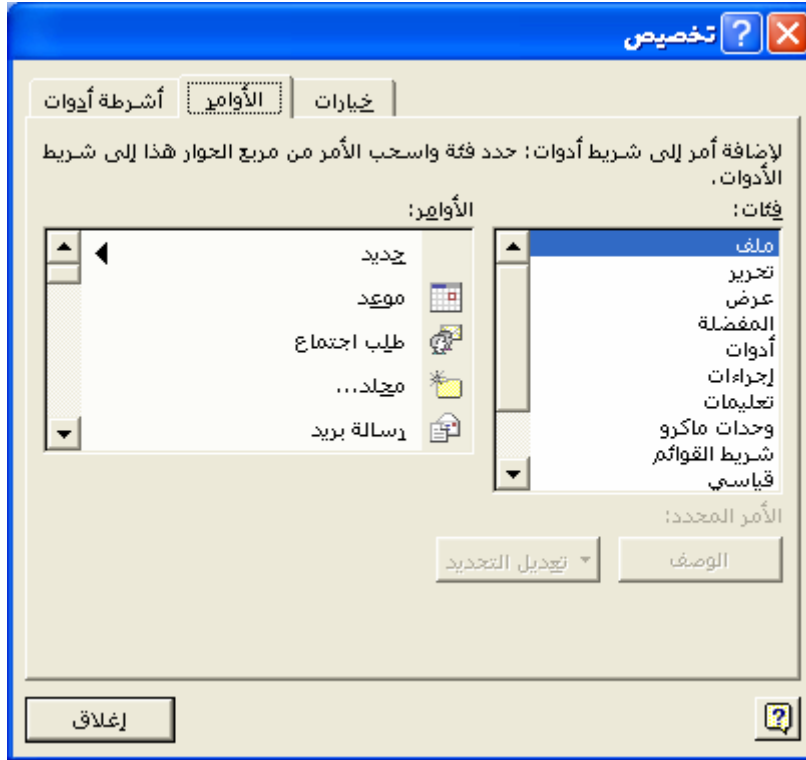 تخصيص
أشرطة أدوات
الأوامر
خيارات
لإضافة أمر إلى شريط أدوات: حدد فئة واسحب الأمر من مربع الحوار هذا إلى شريط
الأدوات.
فئات:
ملف
تحرير
عرض
المفضلة
أدوات
إجراءات
تعليمات
وحدات ماكرو
شريط القوائم
قياسي
الأوامر:
جديد
موعد
طلب اجتماع
مجلد...
رسالة بريد
الأمر المحدد:
الوصف
تعديل التحديد
إغلاق